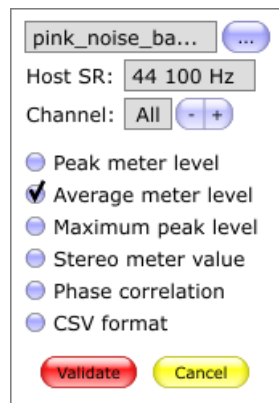 pink_noise_ba... ...
Host SR: 44 100 Hz
Channel: All - +
Peak meter level
Average meter level
Maximum peak level
Stereo meter value
Phase correlation
CSV format
Validate Cancel